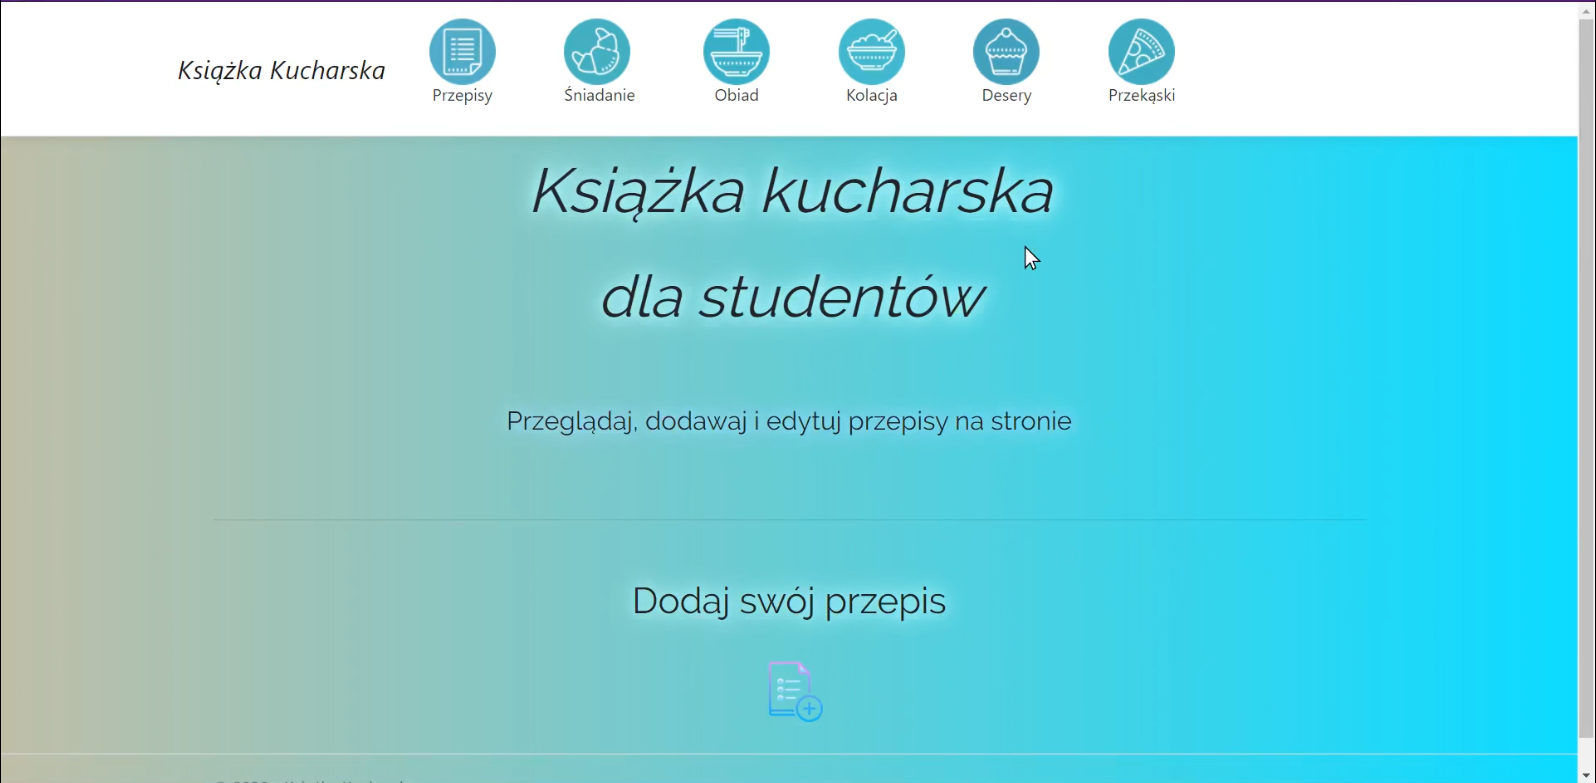 Książka Kucharska
Przepisy
Śniadanie
Obiad
Kolacja
Desery
Przekąski
Książka kucharska
dla studentów
Przeglądaj, dodawaj i edytuj przepisy na stronie
Dodaj swój przepis